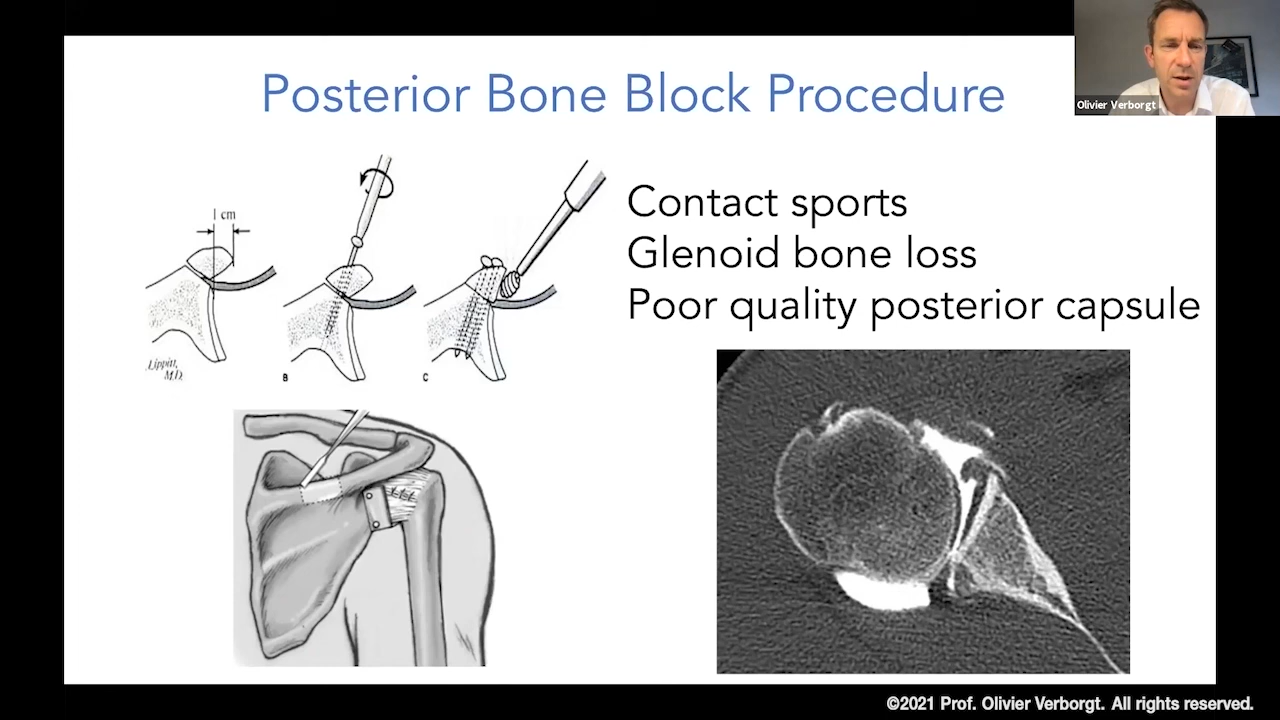 Posterior Bone Block Procedure
Olivier Verborgt
1 cm
Contact sports
Glenoid bone loss
Poor quality posterior capsule
Lippitt,
M.D.
B
C
©2021 Prof. Olivier Verborgt. All rights reserved.